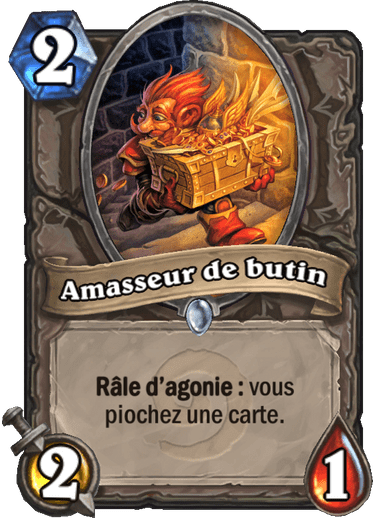 2
Amasseur de butin
Râle d’agonie : vous
piochez une carte.
2
1